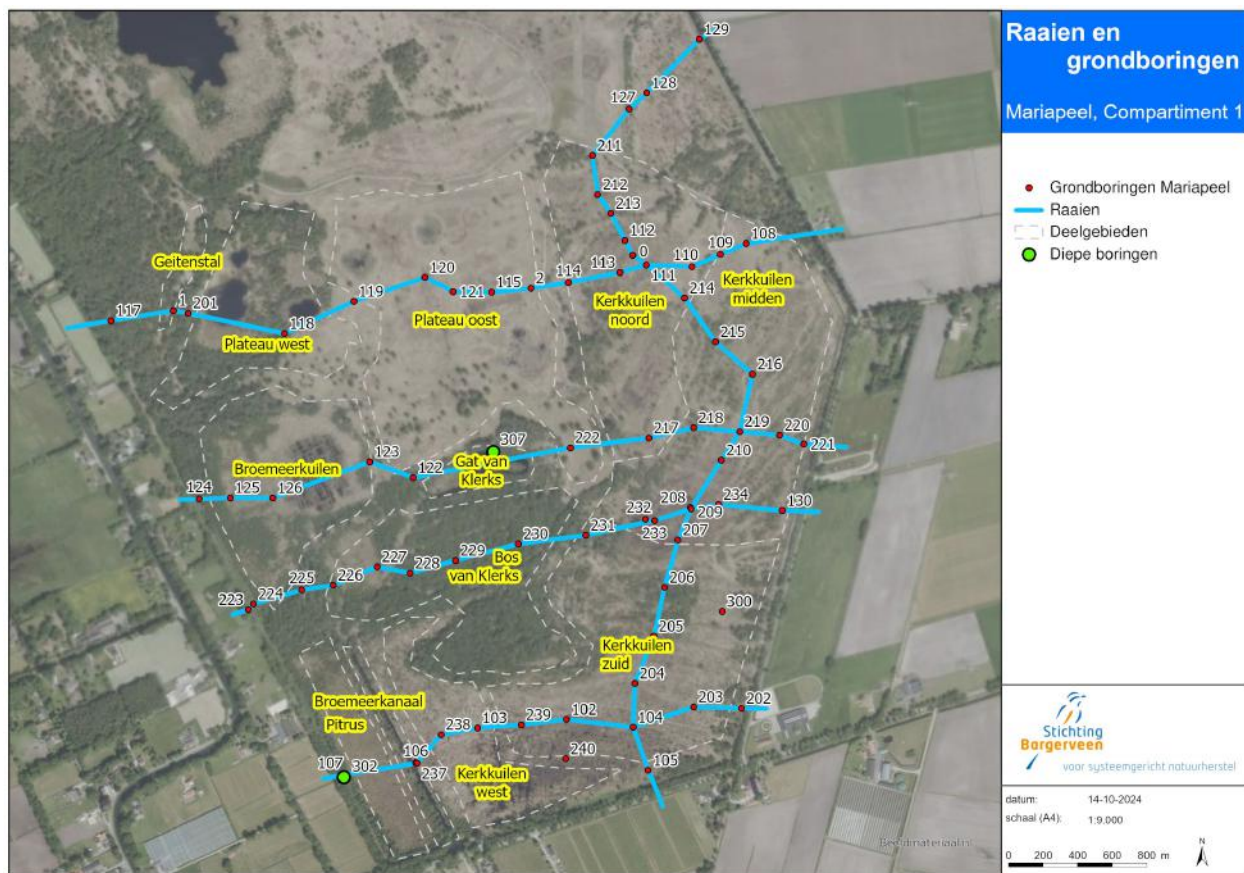 Raaien en
grondboringen
Mariapeel, Compartiment 1
Grondboringen Mariapeel
Raaien
Deelgebieden
Diepe boringen
129
128
127
211
212
213
112
0
108
109
110
111
113
114
2
115
121
120
119
118
201
1
117
Geitenstal
Plateau west
Plateau oost
Kerkkuilen
noord
Kerkkuilen
midden
214
215
216
217
218
219
220
221
222
307
Gat van
Klerks
123
122
Broemeerkuilen
124
125
126
210
208
209
234
130
232
233
207
231
230
229
228
227
226
225
224
223
Bos
van Klerks
206
300
205
Kerkkuilen
zuid
204
203
202
104
102
239
103
238
240
105
Broemeerkanaal
Pitrus
106
237
107
302
Kerkkuilen
west
Beeldmateriaal.nl
Stichting
Bargerveen
voor systeemgericht natuurherstel
datum: 14-10-2024
schaal (A4): 1:9.000
0 200 400 600 800 m
N